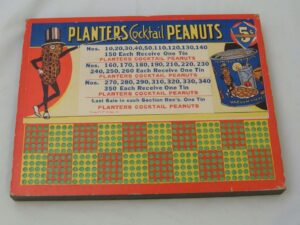 PLANTERS Cocktail PEANUTS
5¢
Nos. 10,20,30,40,50,110,120,130,140
150 Each Receive One Tin
PLANTERS COCKTAIL PEANUTS
Nos. 160,170,180,190,210,220,230
240,250,260 Each Receive One Tin
PLANTERS COCKTAIL PEANUTS
Nos. 270,280,290,310,320,330,340
350 Each Receive One Tin
PLANTERS COCKTAIL PEANUTS
Last Sale in each Section Rec's. One Tin
PLANTERS COCKTAIL PEANUTS